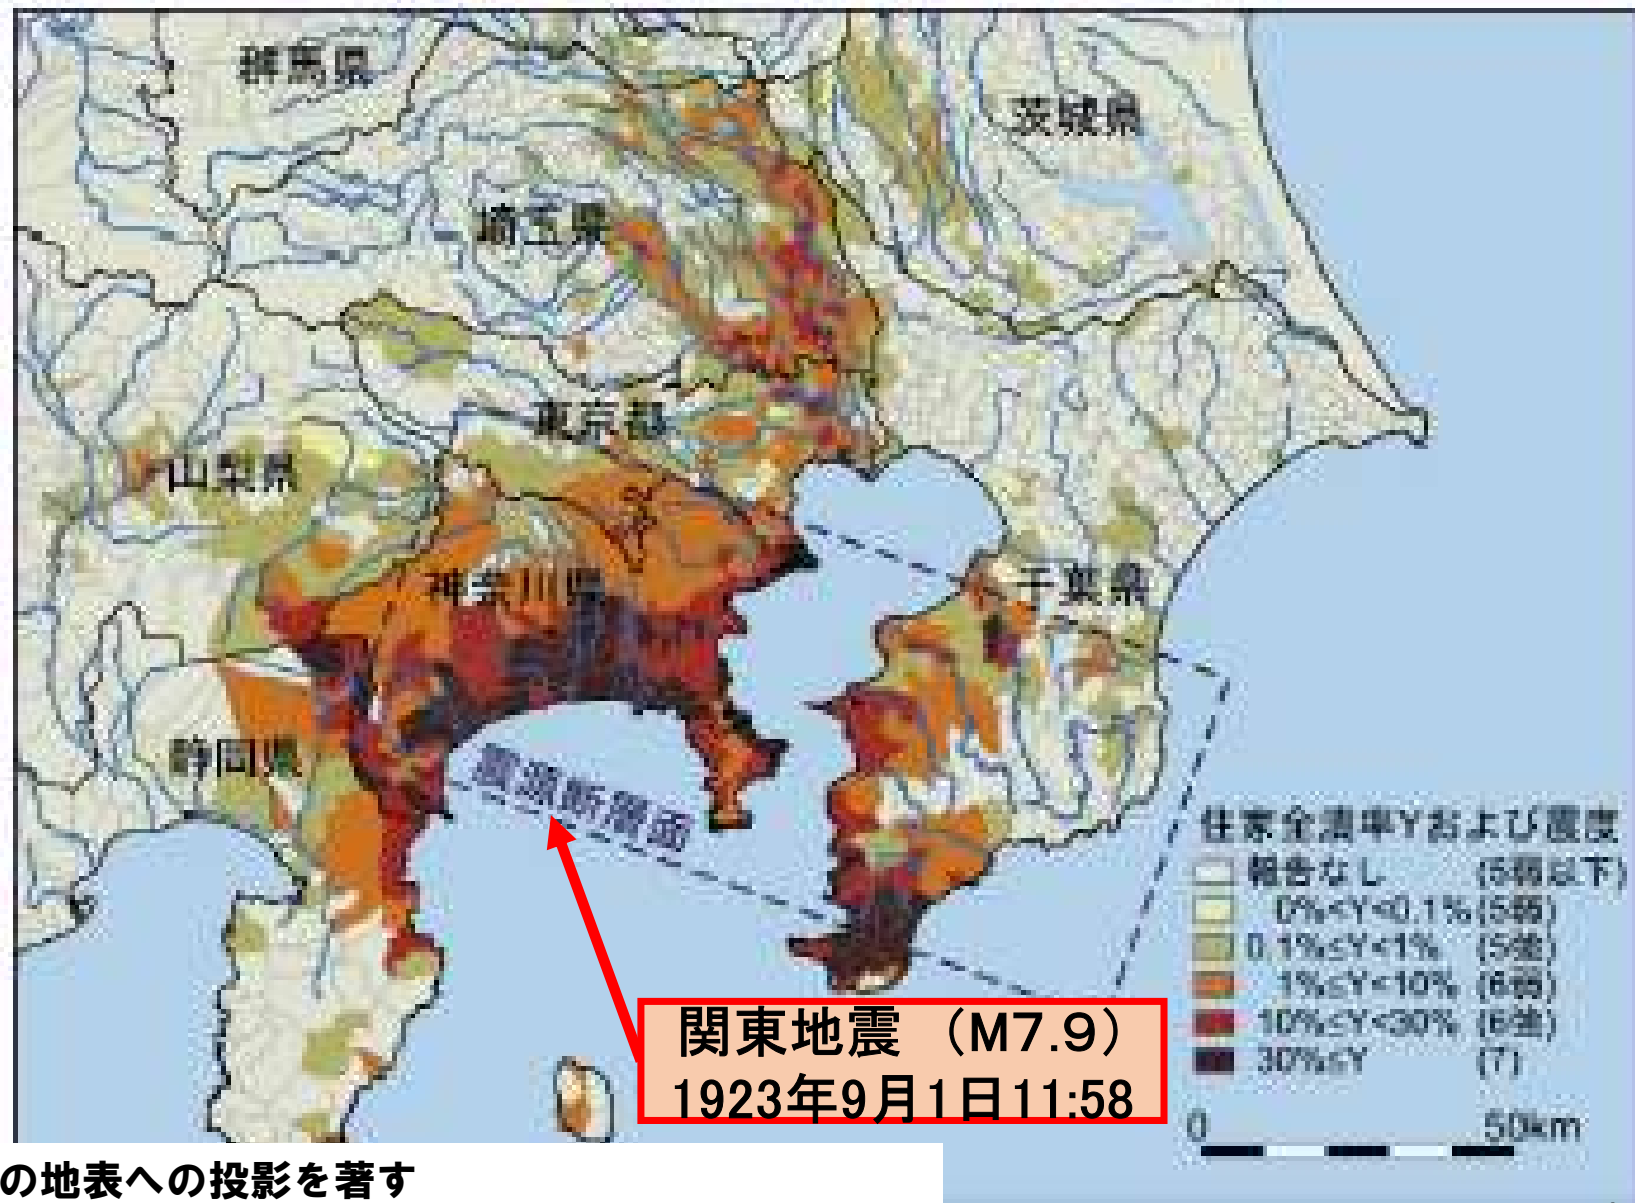 群馬県
茨城県
埼玉県
東京都
山梨県
神奈川県
千葉県
静岡県
震源断層面
住家全潰率Yおよび震度
報告なし (5弱以下)
0%<Y<0.1% (5弱)
0.1%≤Y<1% (5強)
1%≤Y<10% (6弱)
10%≤Y<30% (6強)
30%≤Y (7)
関東地震 (M7.9)
1923年9月1日11:58
0 50km
の地表への投影を著す